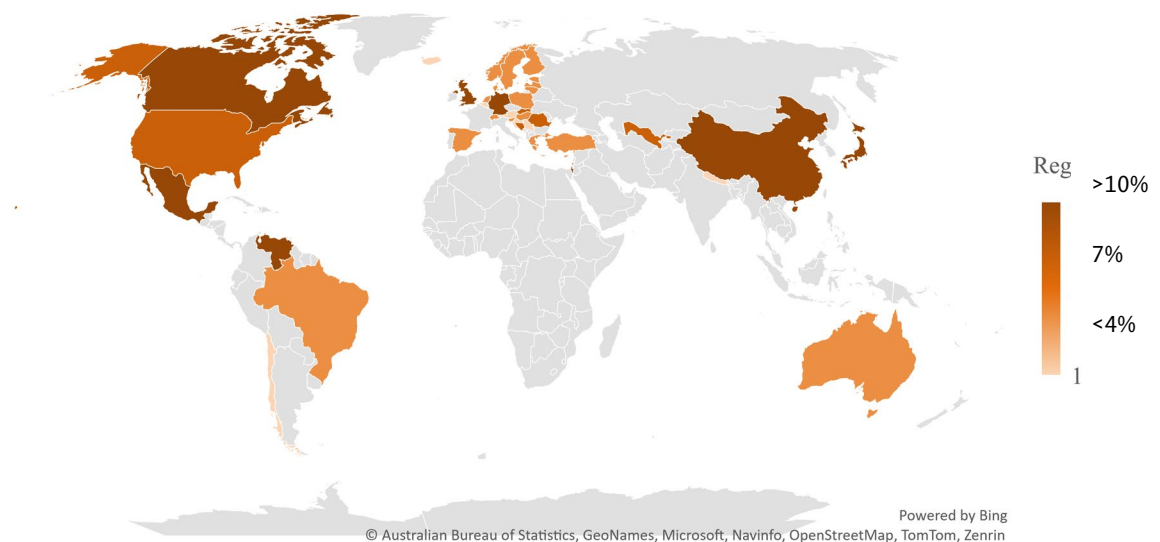 Reg
>10%
7%
<4%
1
Powered by Bing
© Australian Bureau of Statistics, GeoNames, Microsoft, Navinfo, OpenStreetMap, TomTom, Zenrin